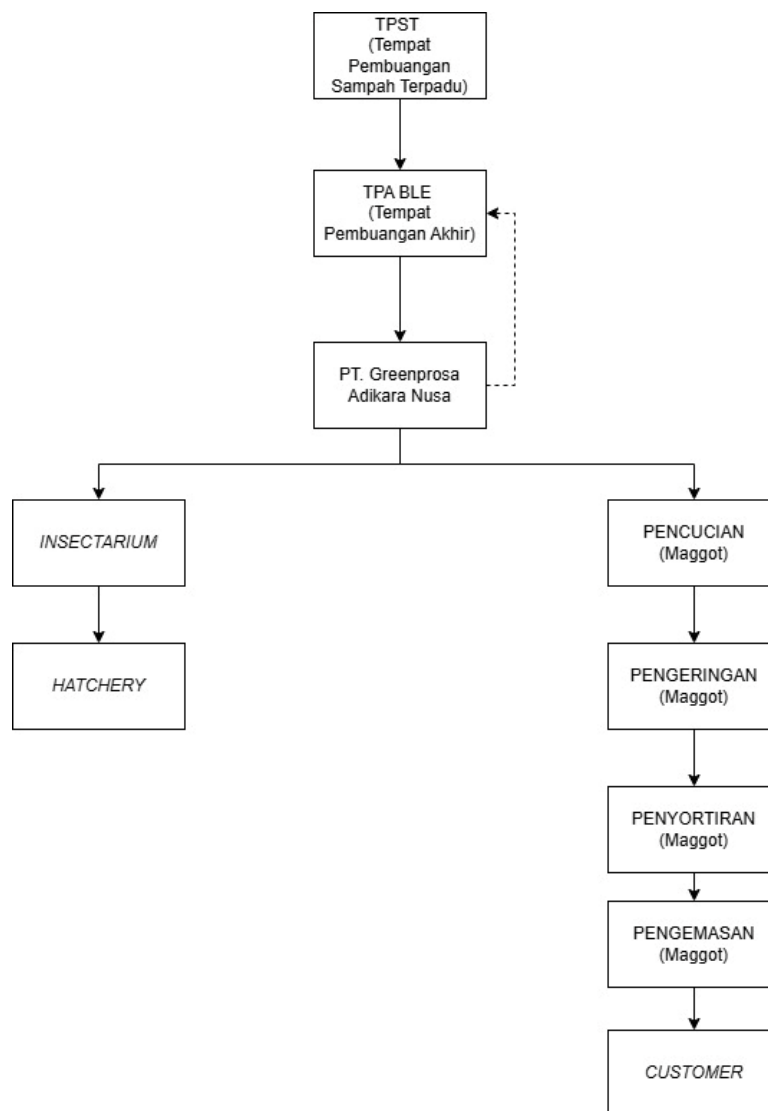 TPST
(Tempat
Pembuangan
Sampah Terpadu)
TPA BLE
(Tempat
Pembuangan Akhir)
PT. Greenprosa
Adikara Nusa
INSECTARIUM
HATCHERY
PENCUCIAN
(Maggot)
PENGERINGAN
(Maggot)
PENYORTIRAN
(Maggot)
PENGEMASAN
(Maggot)
CUSTOMER